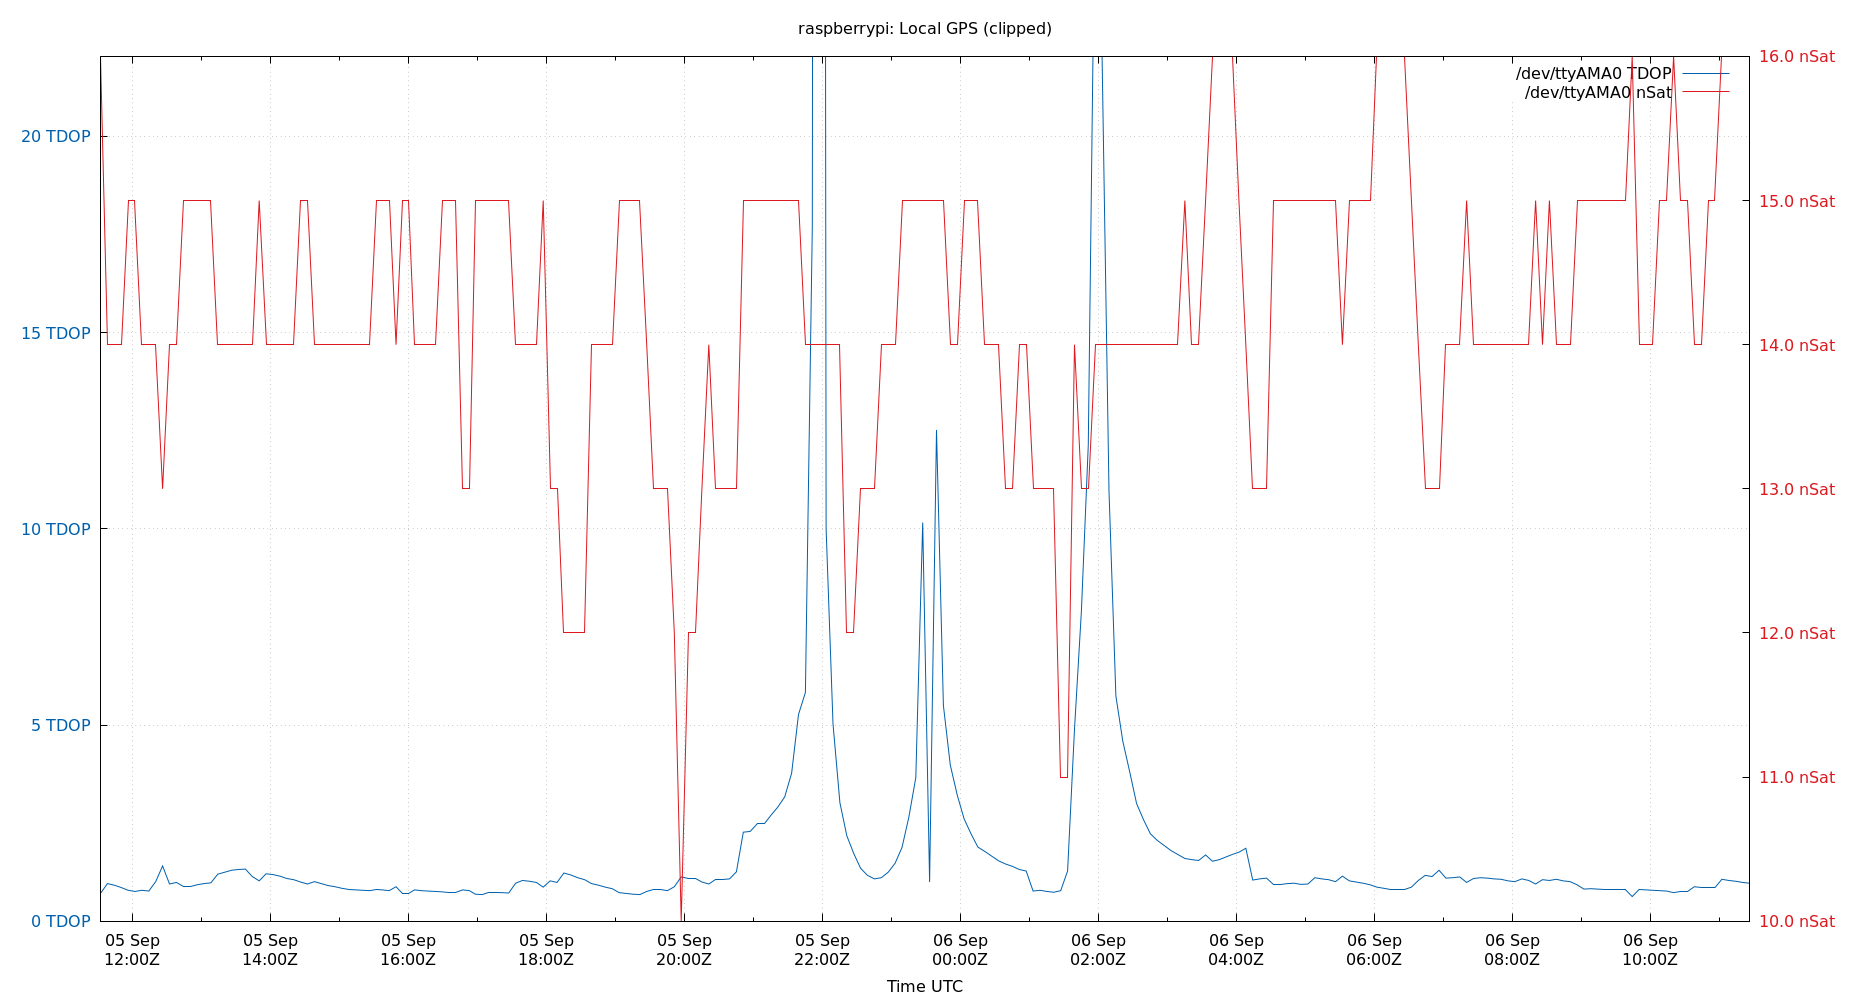 raspberrypi: Local GPS (clipped)
16.0 nSat
/dev/ttyAMA0 TDOP
/dev/ttyAMA0 nSat
20 TDOP
15.0 nSat
15 TDOP
14.0 nSat
13.0 nSat
10 TDOP
12.0 nSat
5 TDOP
11.0 nSat
0 TDOP
10.0 nSat
05 Sep 05 Sep 05 Sep 05 Sep 05 Sep 05 Sep 06 Sep 06 Sep 06 Sep 06 Sep 06 Sep 06 Sep
12:00Z 14:00Z 16:00Z 18:00Z 20:00Z 22:00Z 00:00Z 02:00Z 04:00Z 06:00Z 08:00Z 10:00Z
Time UTC